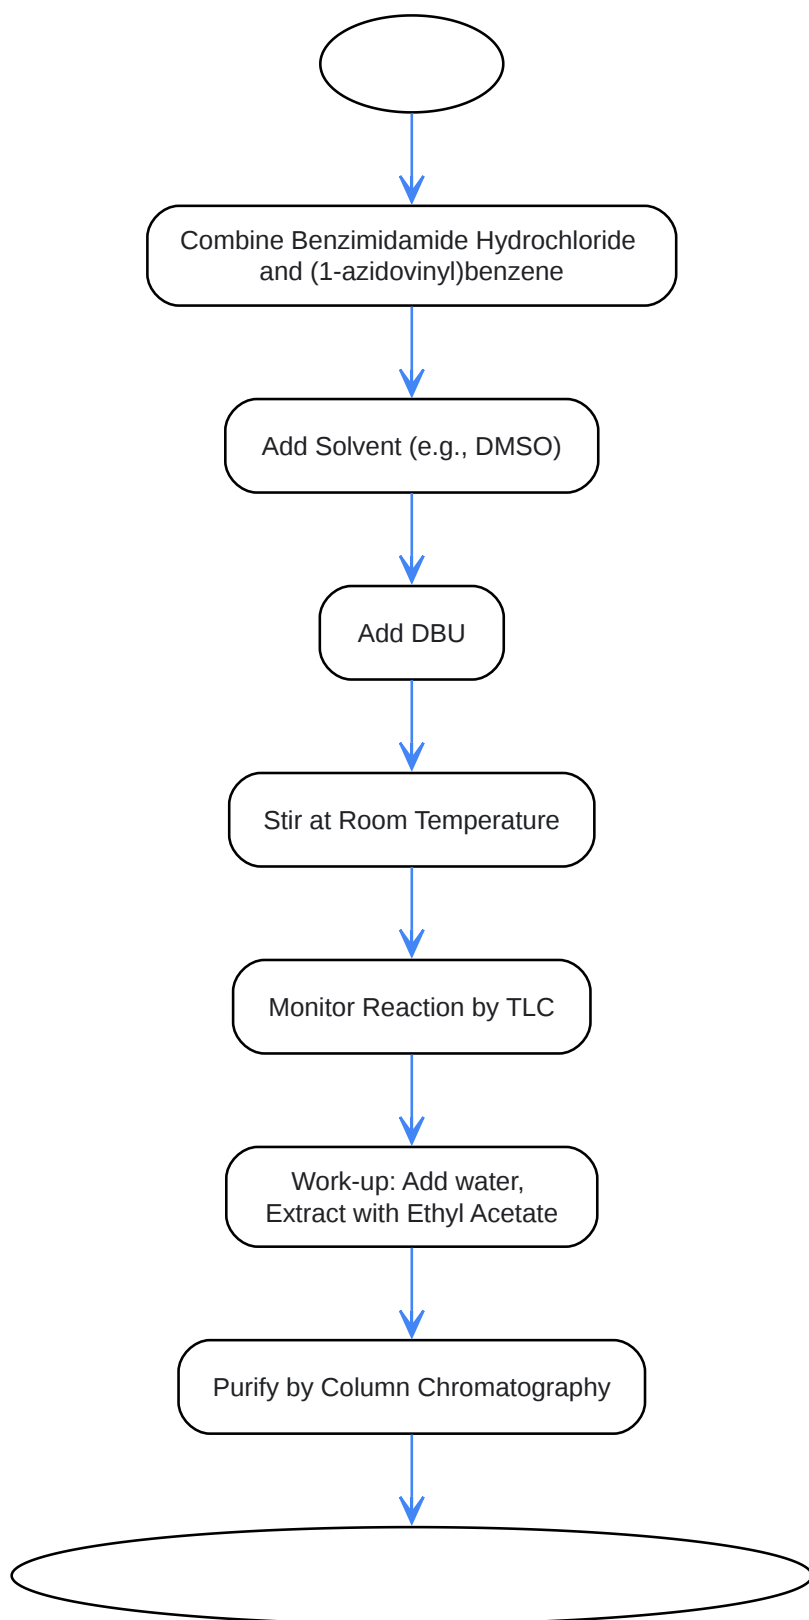 Combine Benzimidamide Hydrochloride
and (1-azidovinyl)benzene
Add Solvent (e.g., DMSO)
Add DBU
Stir at Room Temperature
Monitor Reaction by TLC
Work-up: Add water,
Extract with Ethyl Acetate
Purify by Column Chromatography